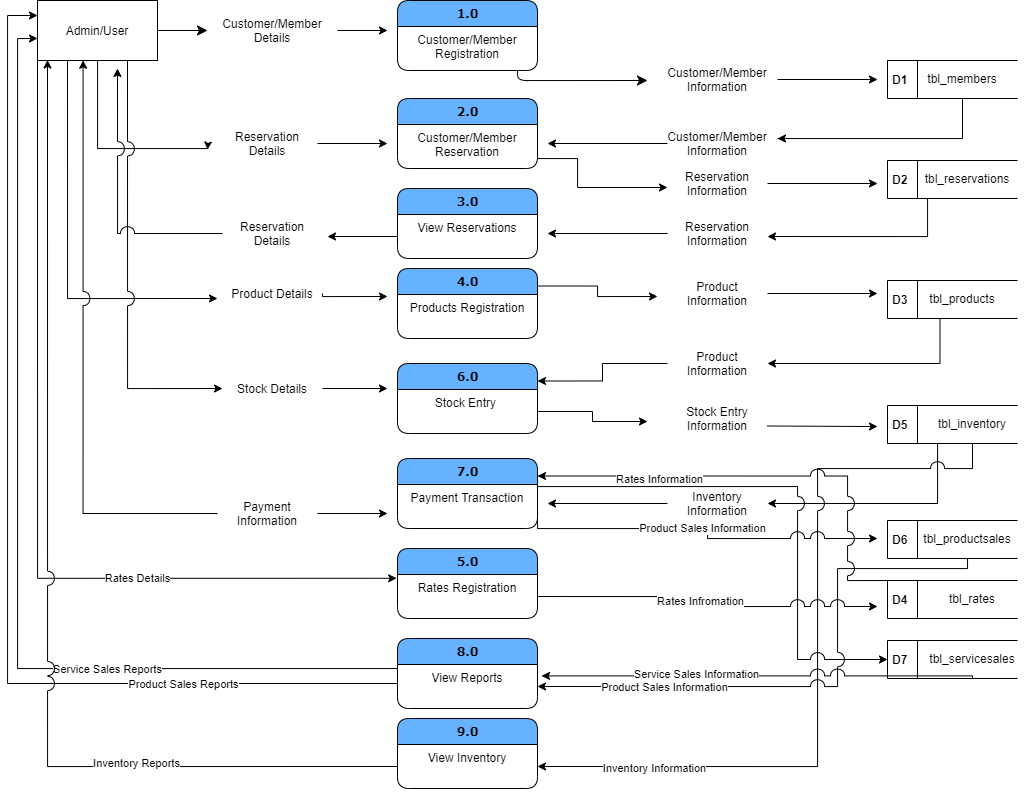 Admin/User
Customer/Member
Details
1.0
Customer/Member
Registration
Customer/Member
Information
D1
tbl_members
Reservation
Details
2.0
Customer/Member
Reservation
Customer/Member
Information
Reservation
Information
D2
tbl_reservations
Reservation
Details
3.0
View Reservations
Reservation
Information
Product Details
4.0
Products Registration
Product
Information
D3
tbl_products
Product
Information
Stock Details
6.0
Stock Entry
Stock Entry
Information
D5
tbl_inventory
Payment
Information
7.0
Payment Transaction
Rates Information
Inventory
Information
Product Sales Information
D6
tbl_productsales
Rates Details
5.0
Rates Registration
Rates Infromation
D4
tbl_rates
Service Sales Reports
Product Sales Reports
8.0
View Reports
Service Sales Information
Product Sales Information
D7
tbl_servicesales
Inventory Reports
9.0
View Inventory
Inventory Information